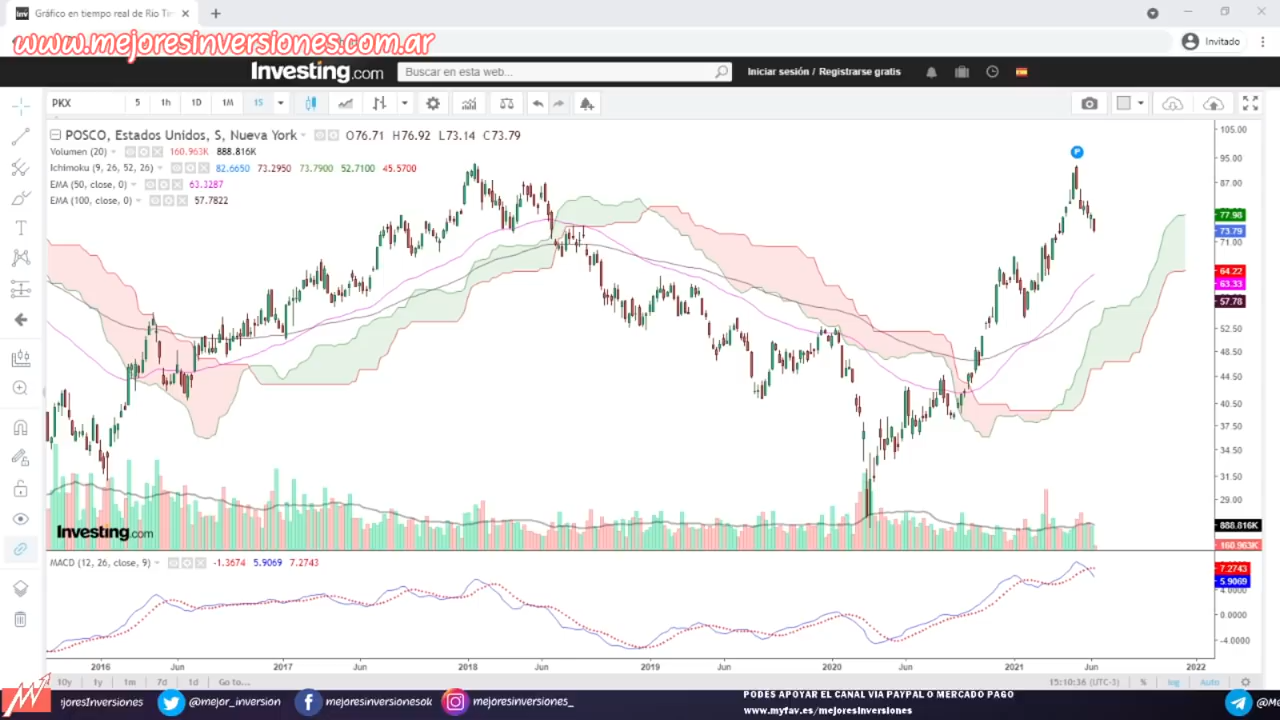 Inv Gráfico en tiempo real de Rio Tin
www.mejoresinversiones.com.ar
Invitado
Investing.com
Buscar en esta web...
Iniciar sesión / Registrarse gratis
PKX 5 1h 1D 1M 1S
POSCO, Estados Unidos, S, Nueva York O76.71 H76.92 L73.14 C73.79
Volumen (20) 160.963K 888.816K
Ichimoku (9, 26, 52, 26) 82.6650 73.2950 73.7900 52.7100 45.5700
EMA (50, close, 0) 63.3287
EMA (100, close, 0) 57.7822
P
105.00
95.00
87.00
77.98
73.79
71.00
64.22
63.33
57.78
52.50
48.50
44.50
40.50
37.50
34.50
31.50
29.00
888.816K
160.963K
Investing.com
MACD (12, 26, close, 9) -1.3674 5.9069 7.2743
7.2743
5.9069
4.0000
0.0000
-4.0000
2016 Jun 2017 Jun 2018 Jun 2019 Jun 2020 Jun 2021 Jun 2022
10y 1y 1m 7d 1d Go to... 15:10:36 (UTC-3) % log Auto
joresInversiones @mejor_inversion mejoresinversionesok mejoresinversiones_
PODES APOYAR EL CANAL VIA PAYPAL O MERCADO PAGO
www.myfav.es/mejoresinversiones